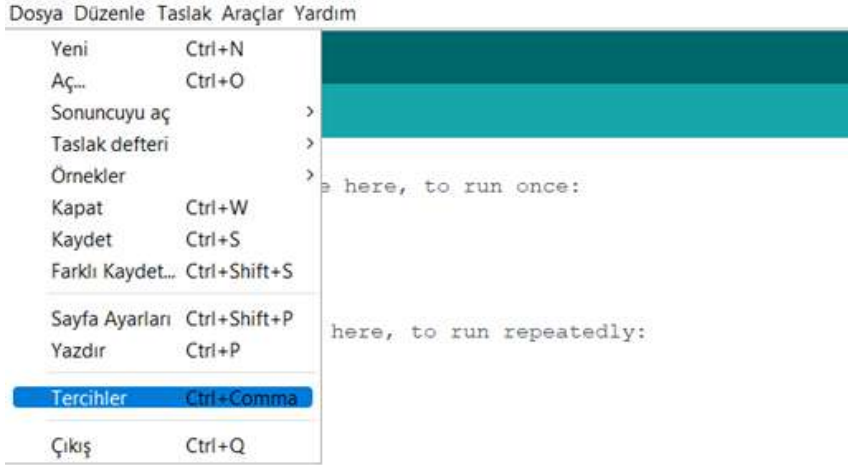 Dosya Düzenle Taslak Araçlar Yardım
Yeni Ctrl+N
Aç... Ctrl+O
Sonuncuyu aç >
Taslak defteri >
Örnekler >
e here, to run once:
Kapat Ctrl+W
Kaydet Ctrl+S
Farklı Kaydet... Ctrl+Shift+S
Sayfa Ayarları Ctrl+Shift+P
here, to run repeatedly:
Yazdır Ctrl+P
Tercihler Ctrl+Comma
Çıkış Ctrl+Q